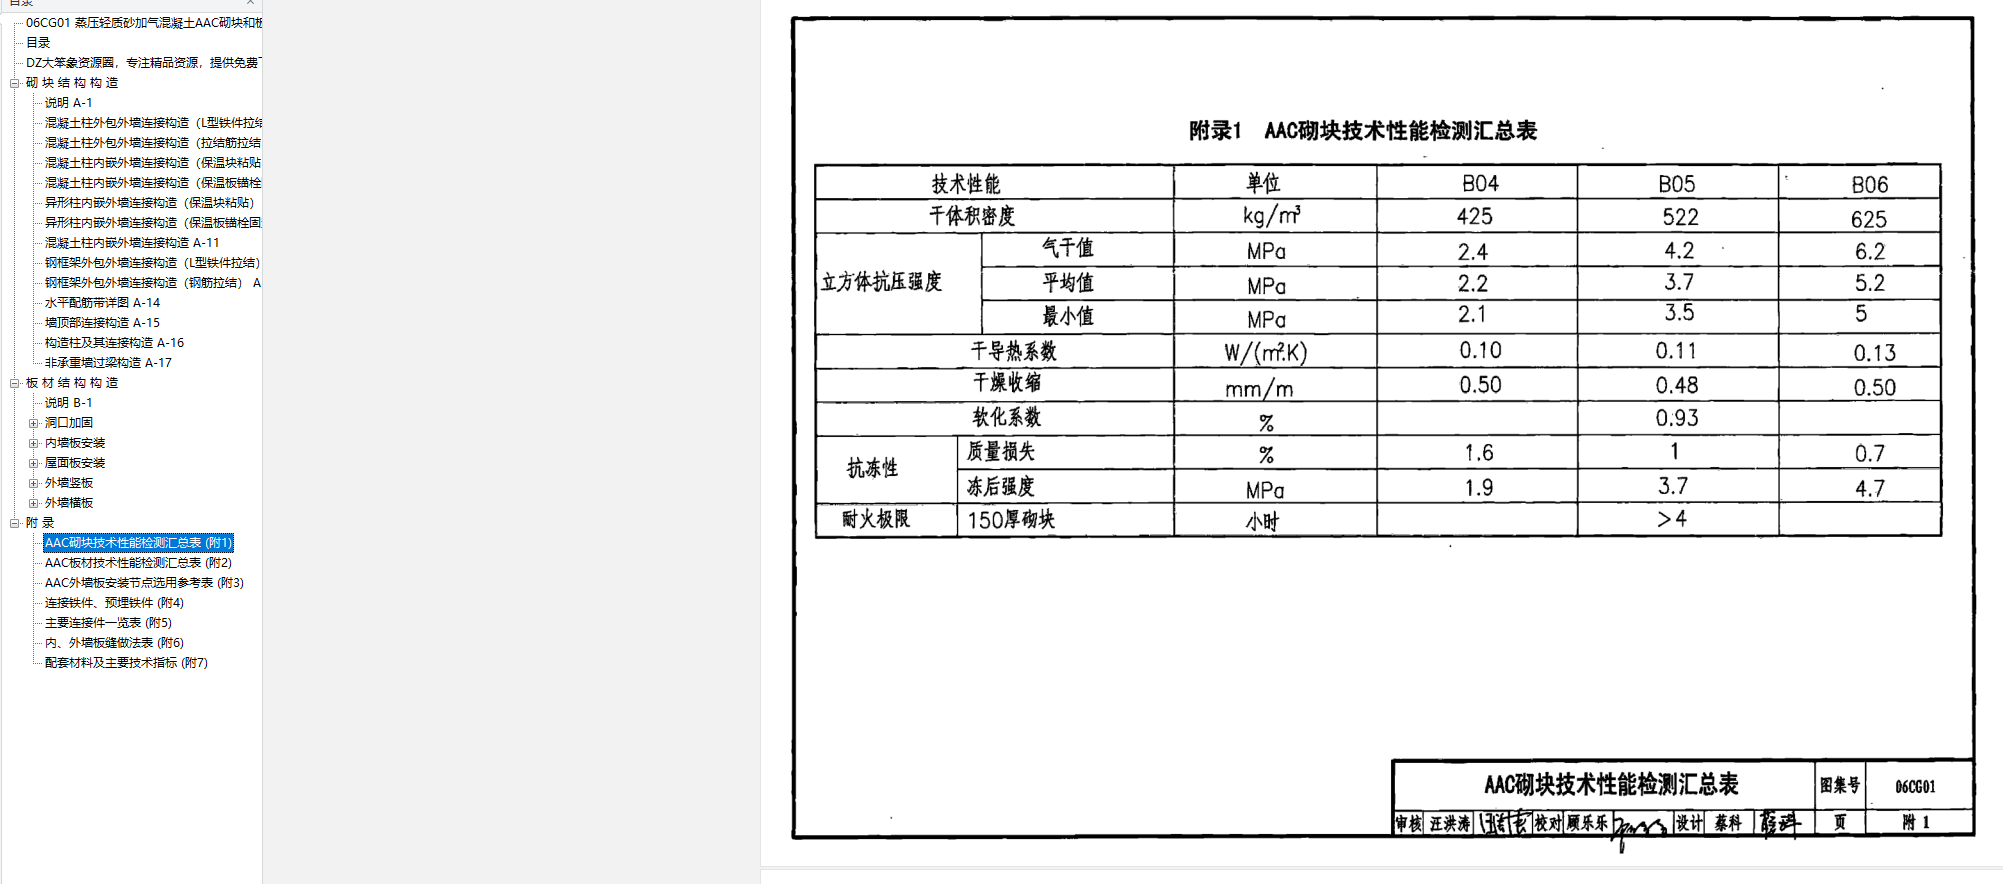 目录
06CG01 蒸压轻质砂加气混凝土AAC砌块和板
目录
DZ大笨象资源圈，专注精品资源，提供免费
砌 块 结 构 构 造
说明 A-1
混凝土柱外包外墙连接构造（L型铁件拉结
混凝土柱外包外墙连接构造（拉结筋拉结
混凝土柱内嵌外墙连接构造（保温块粘贴
混凝土柱内嵌外墙连接构造（保温板锚栓
异形柱内嵌外墙连接构造（保温块粘贴）
异形柱内嵌外墙连接构造（保温板锚栓固
混凝土柱内嵌外墙连接构造 A-11
钢框架外包外墙连接构造（L型铁件拉结）
钢框架外包外墙连接构造（钢筋拉结） A
水平配筋带详图 A-14
墙顶部连接构造 A-15
构造柱及其连接构造 A-16
非承重墙过梁构造 A-17
板 材 结 构 构 造
说明 B-1
洞口加固
内墙板安装
屋面板安装
外墙竖板
外墙横板
附 录
AAC砌块技术性能检测汇总表 (附1)
AAC板材技术性能检测汇总表 (附2)
AAC外墙板安装节点选用参考表 (附3)
连接铁件、预埋铁件 (附4)
主要连接件一览表 (附5)
内、外墙板缝做法表 (附6)
配套材料及主要技术指标 (附7)
附录1 AAC砌块技术性能检测汇总表
技术性能 单位 B04 B05 B06
干体积密度 kg/m³ 425 522 625
立方体抗压强度 气干值 MPa 2.4 4.2 6.2
平均值 MPa 2.2 3.7 5.2
最小值 MPa 2.1 3.5 5
干导热系数 W/(m².K) 0.10 0.11 0.13
干燥收缩 mm/m 0.50 0.48 0.50
软化系数 % 0.93
抗冻性 质量损失 % 1.6 1 0.7
冻后强度 MPa 1.9 3.7 4.7
耐火极限 150厚砌块 小时 >4
AAC砌块技术性能检测汇总表 图集号 06CG01
审核 汪洪涛 校对 顾乐乐 设计 蔡科 页 附 1